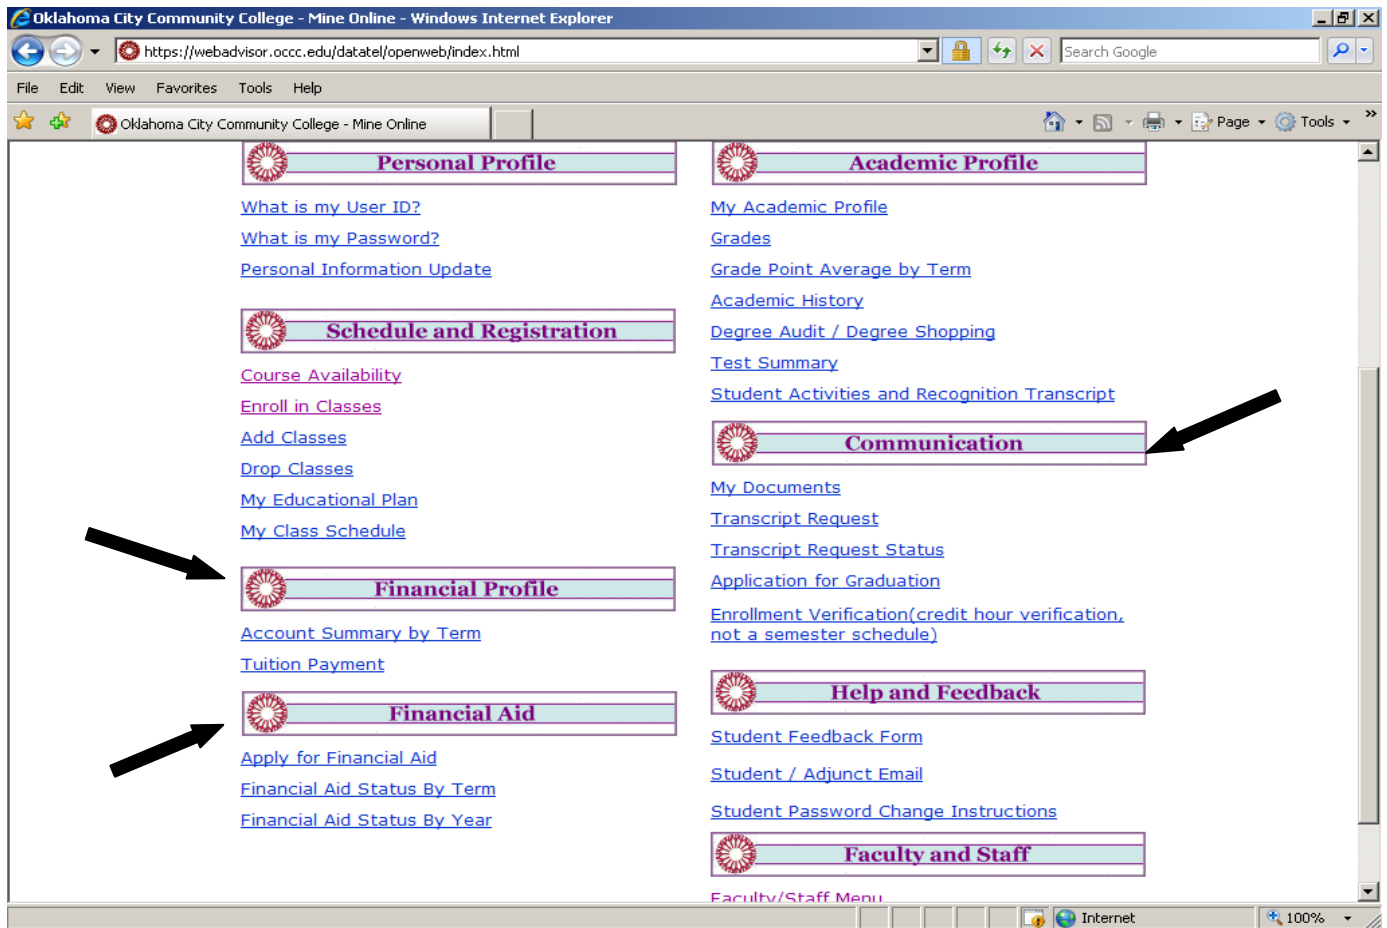 Oklahoma City Community College - Mine Online - Windows Internet Explorer
https://webadvisor.occc.edu/datatel/openweb/index.html
Search Google
File Edit View Favorites Tools Help
Oklahoma City Community College - Mine Online
Page Tools
Personal Profile
What is my User ID?
What is my Password?
Personal Information Update
Schedule and Registration
Course Availability
Enroll in Classes
Add Classes
Drop Classes
My Educational Plan
My Class Schedule
Financial Profile
Account Summary by Term
Tuition Payment
Financial Aid
Apply for Financial Aid
Financial Aid Status By Term
Financial Aid Status By Year
Academic Profile
My Academic Profile
Grades
Grade Point Average by Term
Academic History
Degree Audit / Degree Shopping
Test Summary
Student Activities and Recognition Transcript
Communication
My Documents
Transcript Request
Transcript Request Status
Application for Graduation
Enrollment Verification(credit hour verification,
not a semester schedule)
Help and Feedback
Student Feedback Form
Student / Adjunct Email
Student Password Change Instructions
Faculty and Staff
Faculty/Staff Menu
Internet
100%